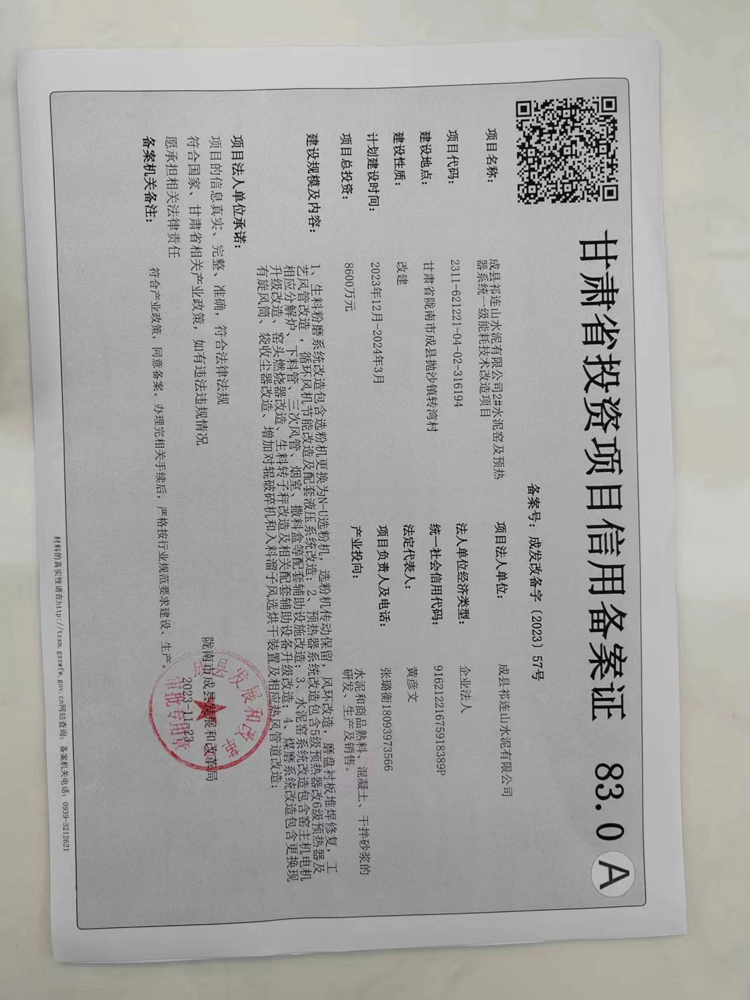 甘肃省投资项目信用备案证 83.0 A
备案号：成发改备字〔2023〕57号
项目名称：
成县祁连山水泥有限公司2#水泥窑及预热
器系统一级能耗技术改造项目
项目代码：
2311-621221-04-02-316194
建设地点：
甘肃省陇南市成县抛沙镇转湾村
建设性质：
改建
计划建设时间：
2023年12月-2024年3月
项目总投资：
8600万元
项目法人单位：
成县祁连山水泥有限公司
法人单位经济类型：
企业法人
统一社会信用代码：
91621221675918389P
法定代表人：
黄彦文
项目负责人及电话：
张璐衡18093973566
产业投向：
水泥和商品熟料、混凝土、干拌砂浆的
研发、生产及销售。
建设规模及内容：
1、生料粉磨系统改造包含选粉机更换为N-U选粉机，选粉机传动保留，风环改造，磨盘衬板堆焊修复，工
艺风管改造，循环风机节能改造及配套液压系统改造；2、预热器系统改造包含5级预热器改6级预热器及
相应分解炉、下料管、三次风管、烟室、撒料盒等配套辅助设施改造；3、水泥窑系统改造包含窑主机电机
升级改造、窑头燃烧器改造、生料转子秤改造及相关配套辅助设备升级改造；4、煤磨系统改造包含更换现
有旋风筒、袋收尘器改造、增加对辊破碎机和入料溜子风选烘干装置及相应热风管道改造；
项目法人单位承诺：
项目的信息真实、完整、准确，符合法律法规
符合国家、甘肃省相关产业政策，如有违法违规情况
愿承担相关法律责任
备案机关备注：
符合产业政策，同意备案。办理完相关手续后，严格按行业规范要求建设、生产。
陇南市成县发展和改革局
2023-11-23
成县发展和改革局
审批专用章
材料的真实性请在http://tzxm.gszwfw.gov.cn网站查询；备案机关电话：0939-3212621